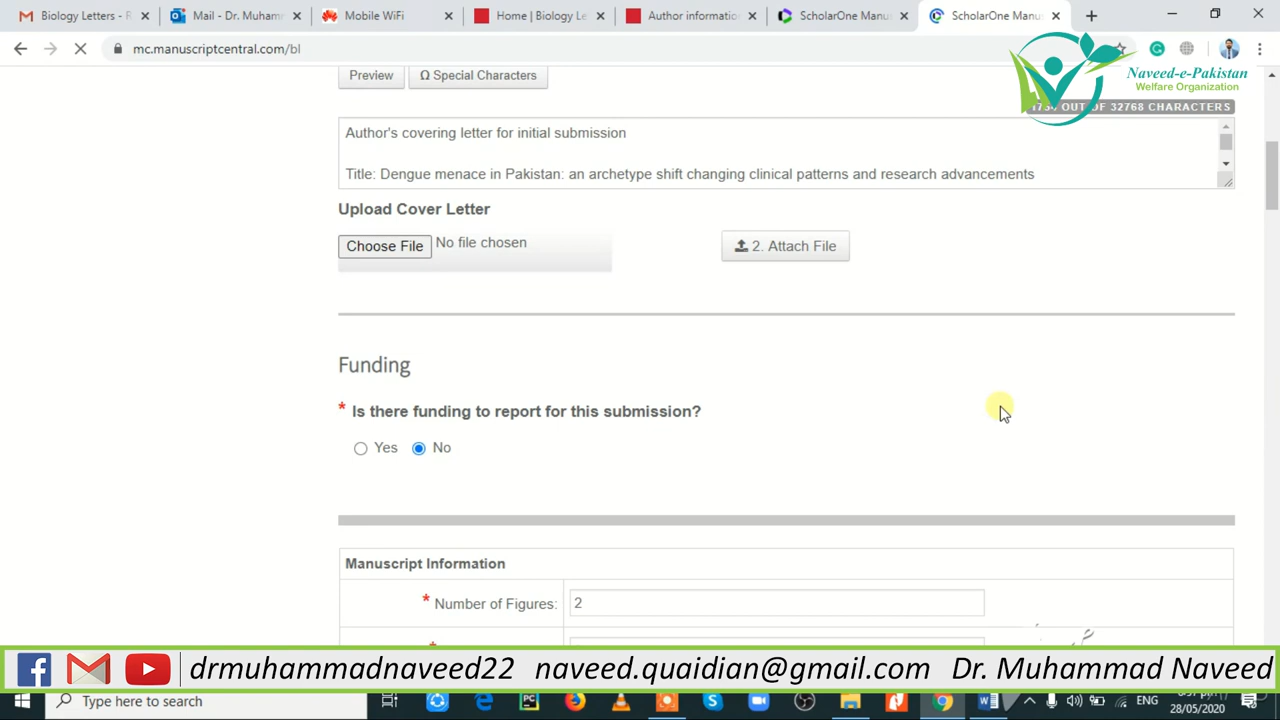 Biology Letters - R
Mail - Dr. Muhamm
Mobile WiFi
Home | Biology Le
Author informatio
ScholarOne Manu
ScholarOne Manus
mc.manuscriptcentral.com/bl
Naveed-e-Pakistan
Welfare Organization
Preview
Ω Special Characters
OUT OF 32768 CHARACTERS
Author's covering letter for initial submission
Title: Dengue menace in Pakistan: an archetype shift changing clinical patterns and research advancements
Upload Cover Letter
Choose File No file chosen
2. Attach File
Funding
* Is there funding to report for this submission?
Yes No
Manuscript Information
* Number of Figures: 2
drmuhammadnaveed22 naveed.quaidian@gmail.com Dr. Muhammad Naveed
Type here to search
ENG
28/05/2020